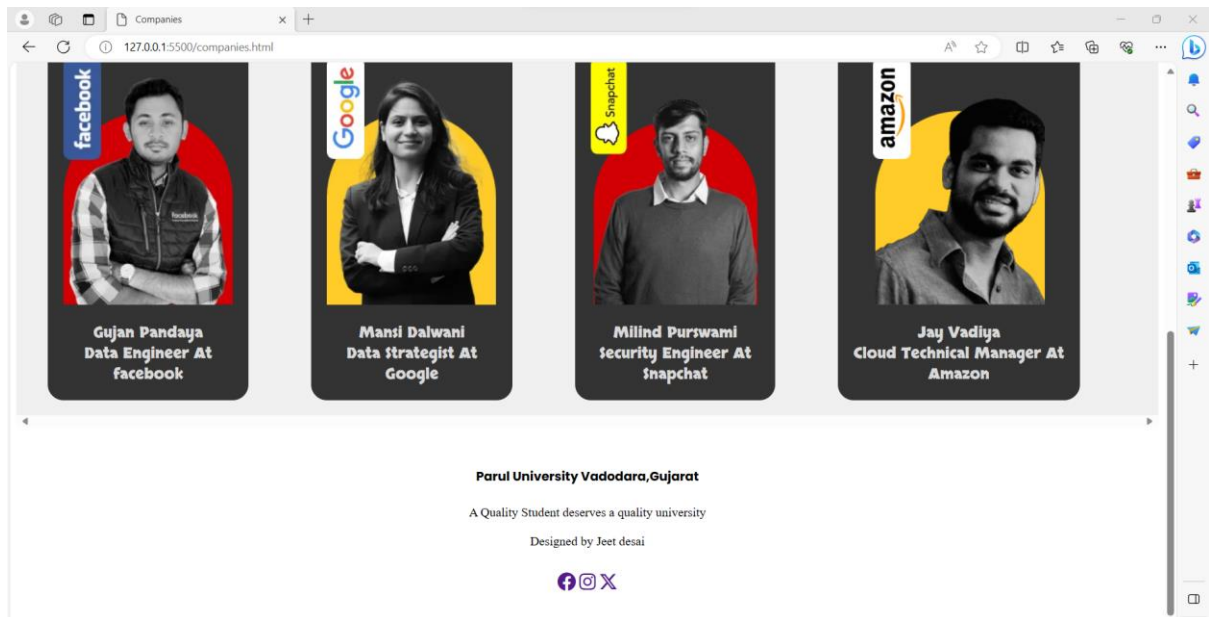 Companies
127.0.0.1:5500/companies.html
facebook
Google
Snapchat
amazon
facebook
Gujan Pandaya
Data Engineer At
facebook
Mansi Dalwani
Data Strategist At
Google
Milind Purswami
Security Engineer At
Snapchat
Jay Vadiya
Cloud Technical Manager At
Amazon
Parul University Vadodara,Gujarat
A Quality Student deserves a quality university
Designed by Jeet desai